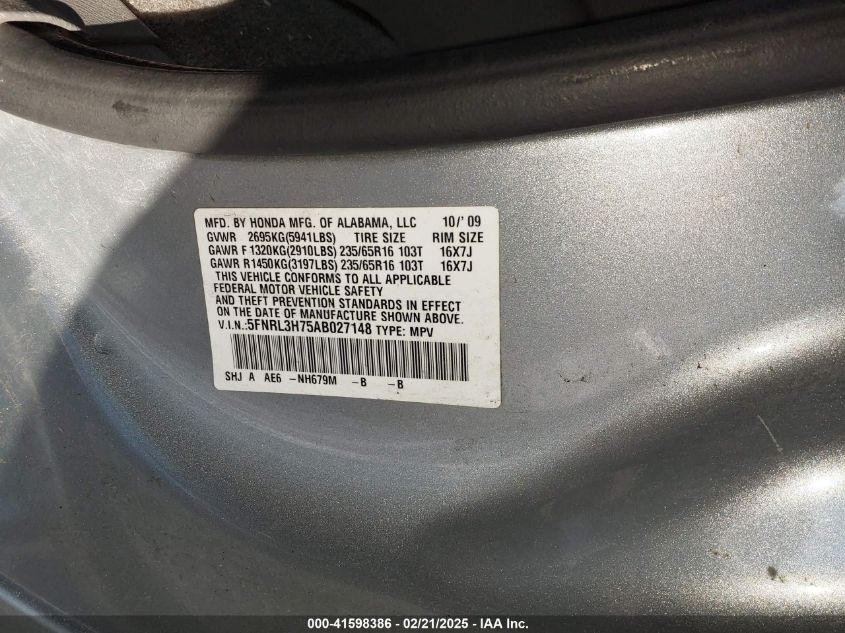 MFD. BY HONDA MFG. OF ALABAMA, LLC 10/'09
GVWR 2695KG(5941LBS) TIRE SIZE RIM SIZE
GAWR F 1320KG(2910LBS) 235/65R16 103T 16X7J
GAWR R1450KG(3197LBS) 235/65R16 103T 16X7J
THIS VEHICLE CONFORMS TO ALL APPLICABLE
FEDERAL MOTOR VEHICLE SAFETY
AND THEFT PREVENTION STANDARDS IN EFFECT
ON THE DATE OF MANUFACTURE SHOWN ABOVE.
V.I.N.:5FNRL3H75AB027148 TYPE: MPV
SHJ A AE6 -NH679M -B -B
000-41598386 - 02/21/2025 - IAA Inc.